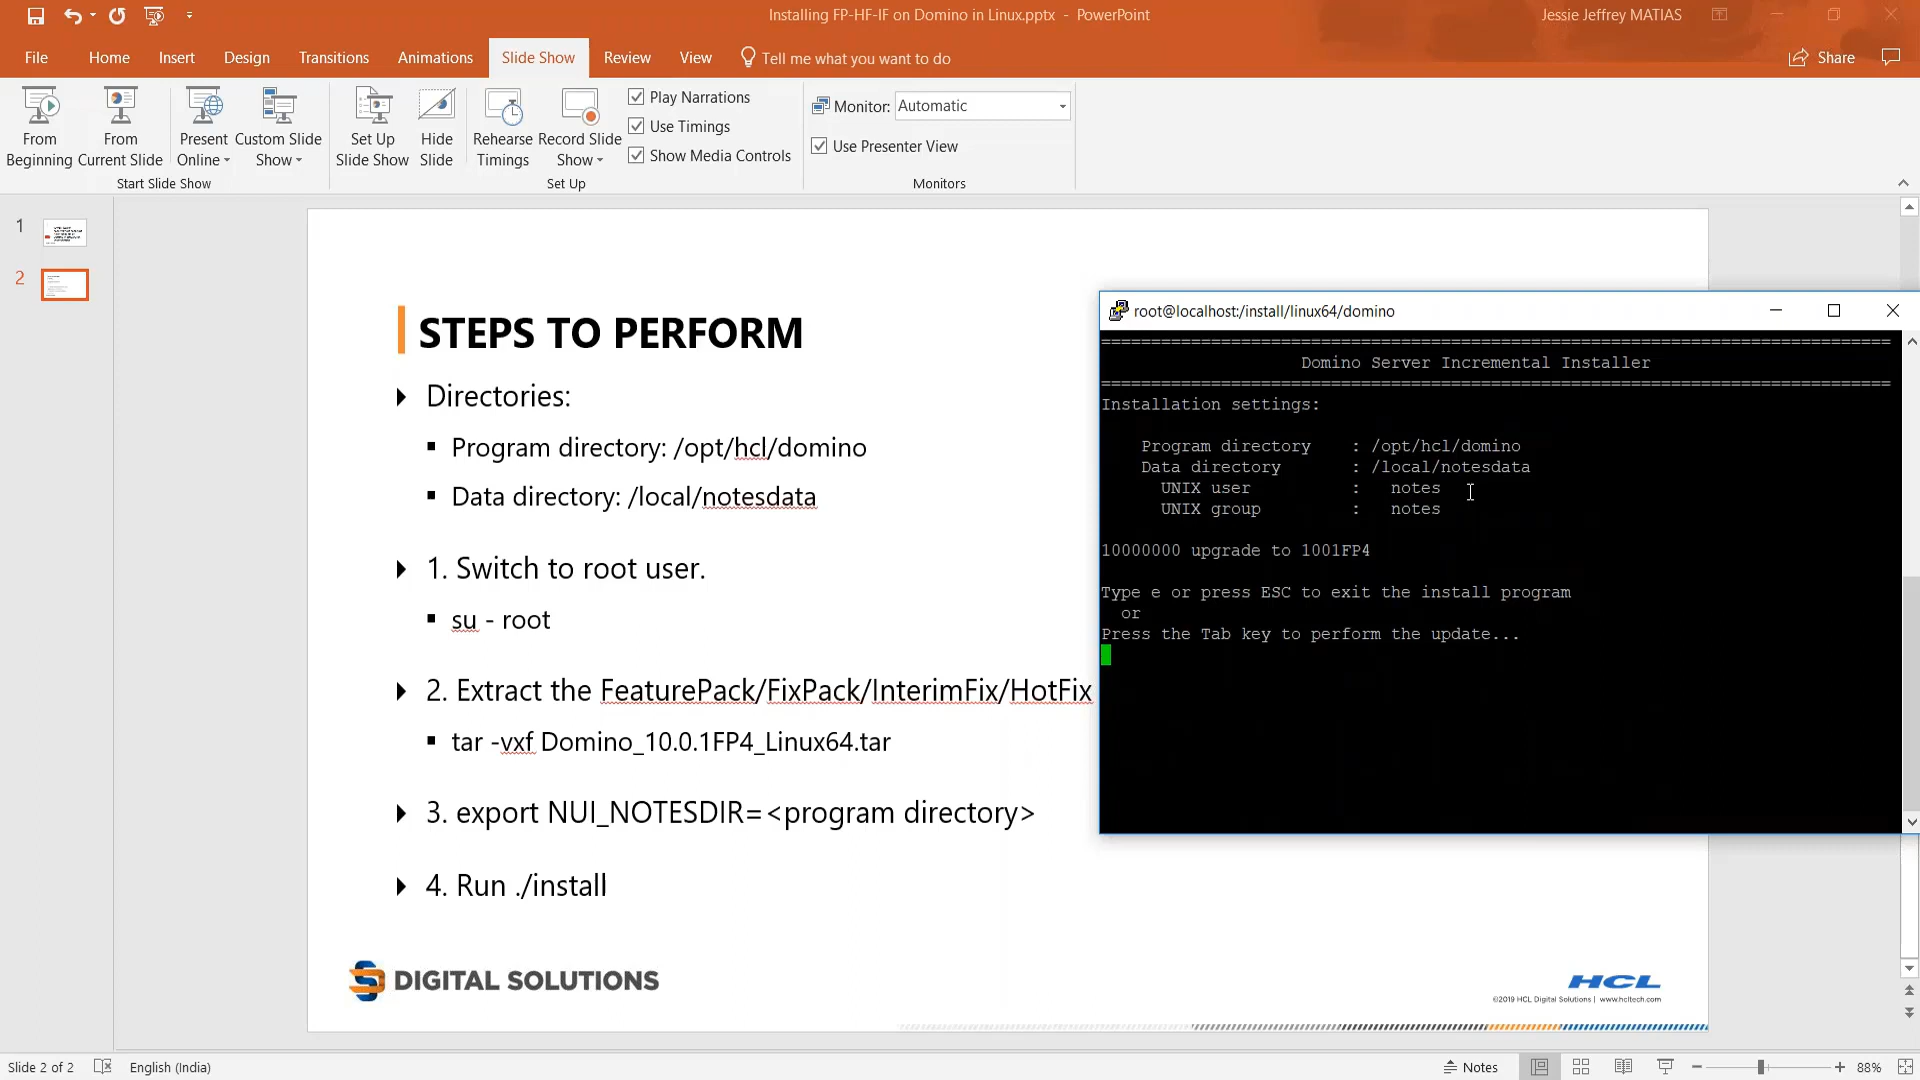 Installing FP-HF-IF on Domino in Linux.pptx - PowerPoint
Jessie Jeffrey MATIAS
File Home Insert Design Transitions Animations Slide Show Review View Tell me what you want to do
Share
From Beginning
From Current Slide
Present Online
Custom Slide Show
Set Up Slide Show
Hide Slide
Rehearse Timings
Record Slide Show
Play Narrations
Use Timings
Show Media Controls
Monitor: Automatic
Use Presenter View
Start Slide Show
Set Up
Monitors
1
2
STEPS TO PERFORM
Directories:
Program directory: /opt/hcl/domino
Data directory: /local/notesdata
1. Switch to root user.
su - root
2. Extract the FeaturePack/FixPack/InterimFix/HotFix
tar -vxf Domino_10.0.1FP4_Linux64.tar
3. export NUI_NOTESDIR=<program directory>
4. Run ./install
DIGITAL SOLUTIONS
HCL
©2019 HCL Digital Solutions | www.hcltech.com
root@localhost:/install/linux64/domino
===============================================================================
Domino Server Incremental Installer
===============================================================================
Installation settings:
Program directory : /opt/hcl/domino
Data directory : /local/notesdata
UNIX user : notes
UNIX group : notes
10000000 upgrade to 1001FP4
Type e or press ESC to exit the install program
or
Press the Tab key to perform the update...
Slide 2 of 2
English (India)
Notes
88%